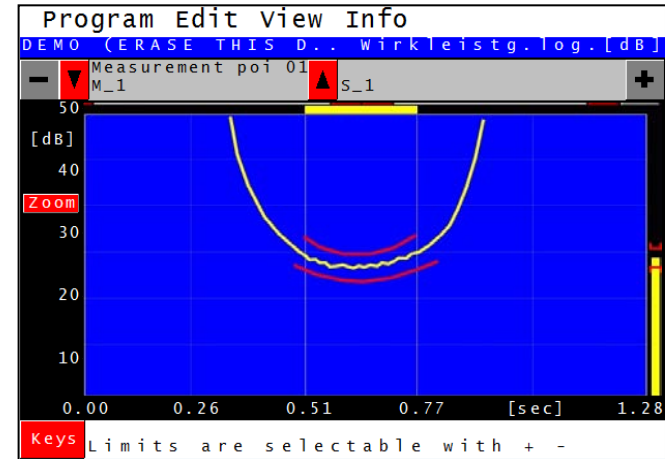 Program Edit View Info
DEMO (ERASE THIS D.. Wirkleistg.log.[dB]
Measurement poi 01
M_1 S_1
50
[dB]
40
Zoom
30
20
10
0.00 0.26 0.51 0.77 [sec] 1.28
Keys Limits are selectable with + -